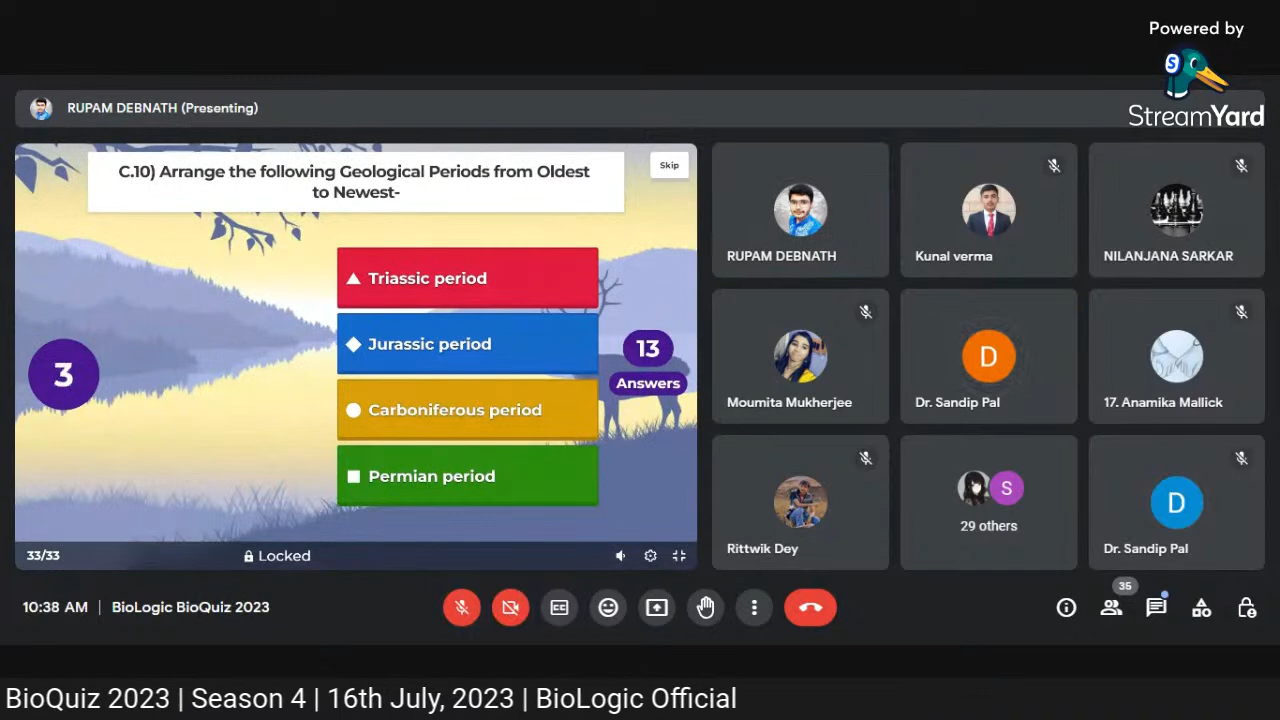 Powered by
S
StreamYard
RUPAM DEBNATH (Presenting)
C.10) Arrange the following Geological Periods from Oldest
to Newest-
Skip
Triassic period
Jurassic period
Carboniferous period
Permian period
3
13
Answers
33/33
Locked
RUPAM DEBNATH
Kunal verma
NILANJANA SARKAR
Moumita Mukherjee
D
Dr. Sandip Pal
17. Anamika Mallick
Rittwik Dey
S
29 others
D
Dr. Sandip Pal
10:38 AM | BioLogic BioQuiz 2023
CC
35
BioQuiz 2023 | Season 4 | 16th July, 2023 | BioLogic Official